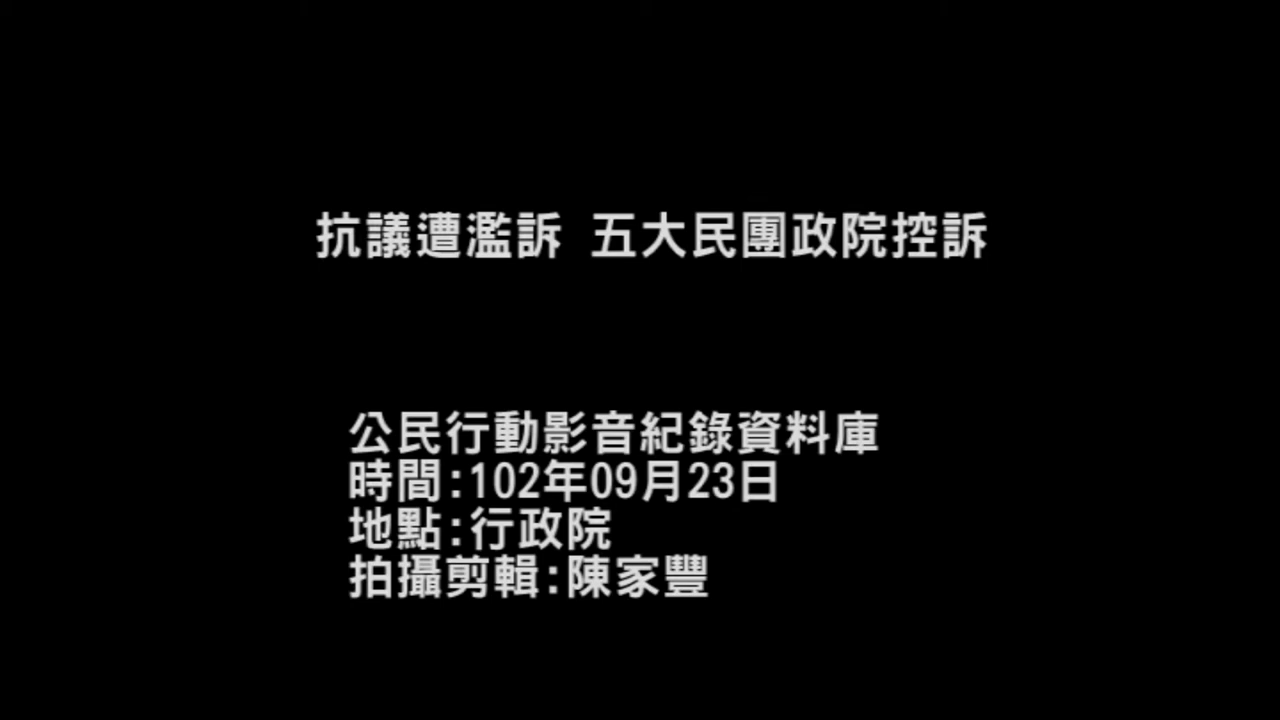 抗議遭濫訴 五大民團政院控訴
公民行動影音紀錄資料庫
時間:102年09月23日
地點:行政院
拍攝剪輯:陳家豐